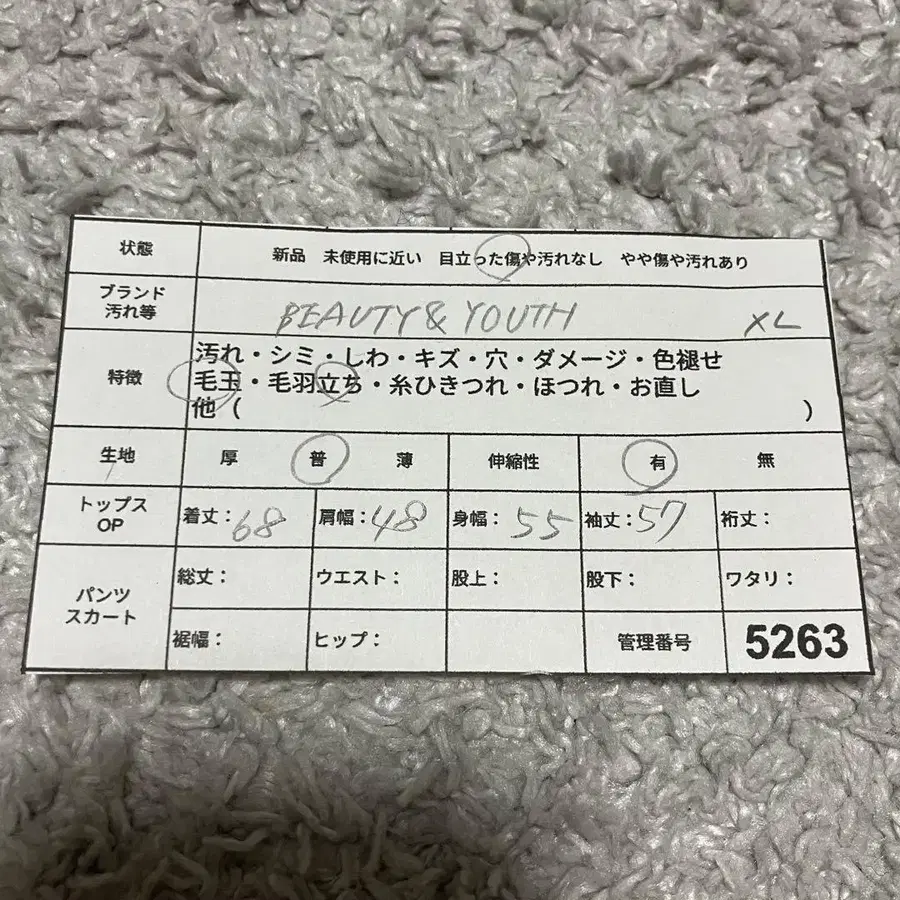 状態 新品 未使用に近い 目立った傷や汚れなし やや傷や汚れあり
ブランド
汚れ等 BEAUTY & YOUTH XL
特徴 汚れ・シミ・しわ・キズ・穴・ダメージ・色褪せ
毛玉・毛羽立ち・糸ひきつれ・ほつれ・お直し
他（ ）
生地 厚 普 薄 伸縮性 有 無
トップス
OP 着丈：68 肩幅：48 身幅：55 袖丈：57 裄丈：
パンツ
スカート 総丈： ウエスト： 股上： 股下： ワタリ：
裾幅： ヒップ： 管理番号 5263